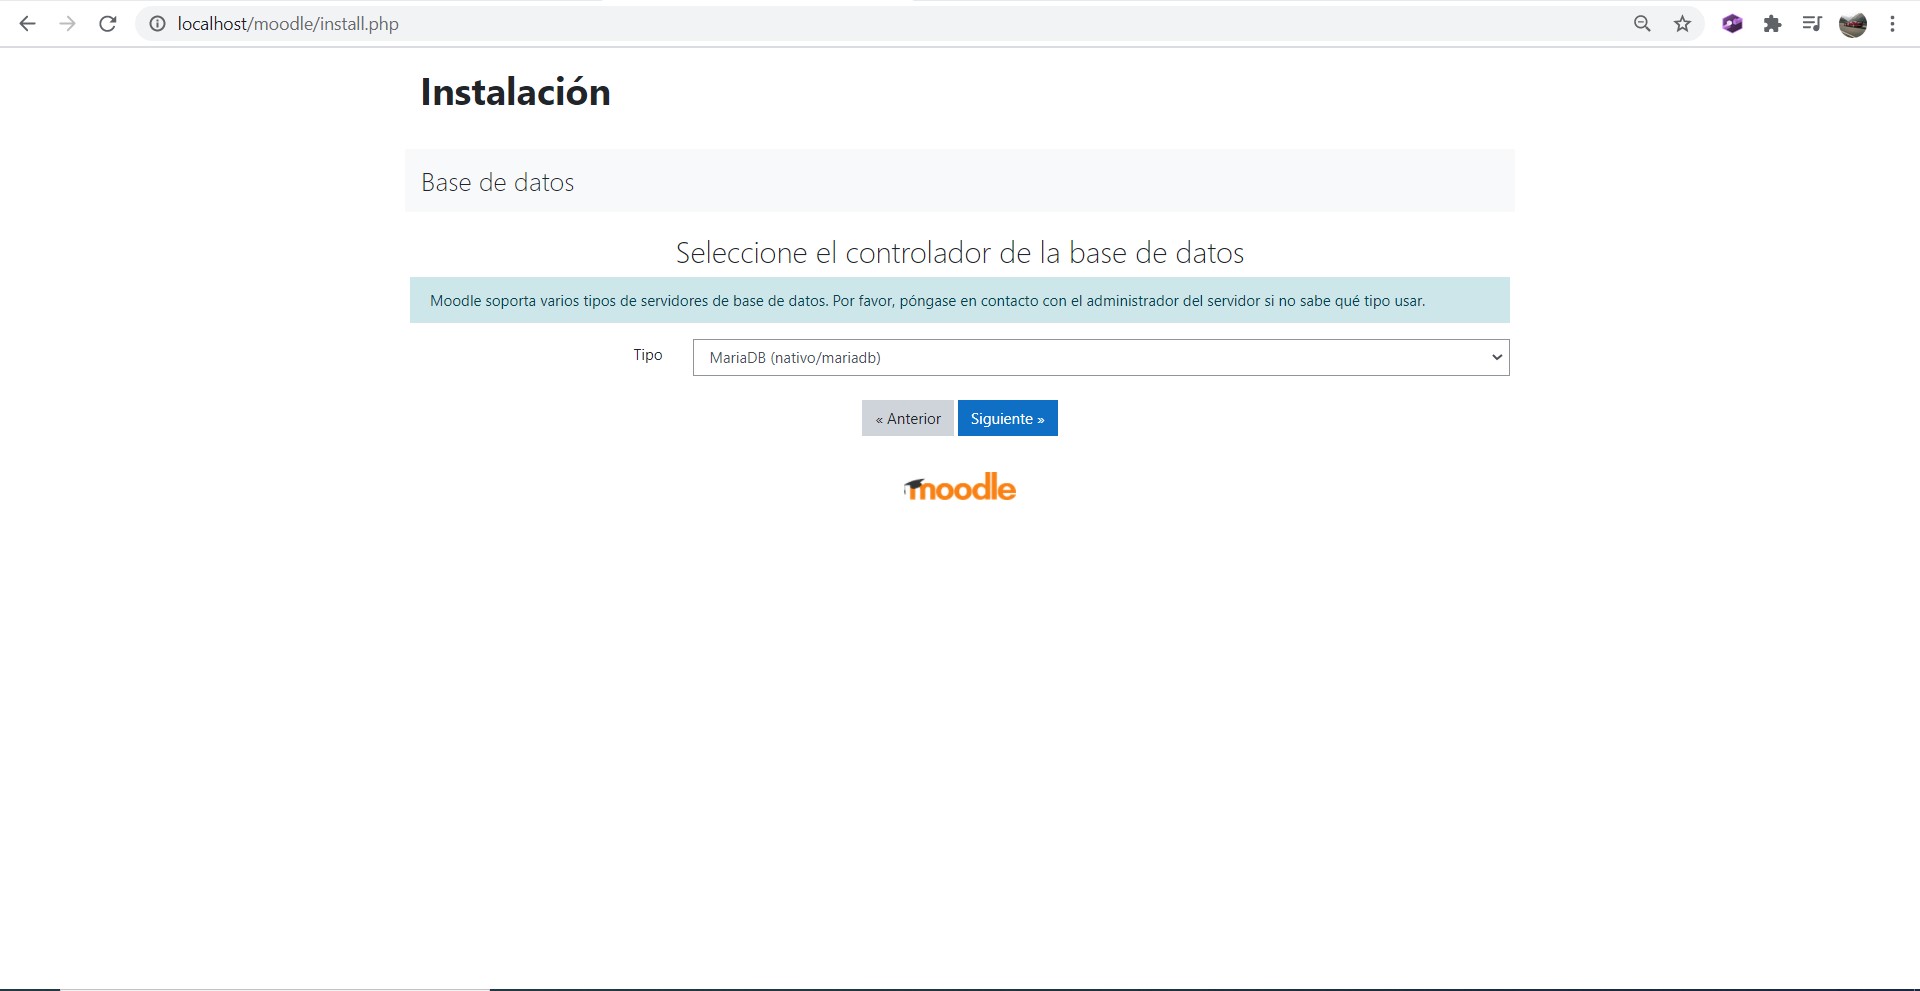 localhost/moodle/install.php
Instalación
Base de datos
Seleccione el controlador de la base de datos
Moodle soporta varios tipos de servidores de base de datos. Por favor, póngase en contacto con el administrador del servidor si no sabe qué tipo usar.
Tipo MariaDB (nativo/mariadb)
« Anterior Siguiente »
moodle